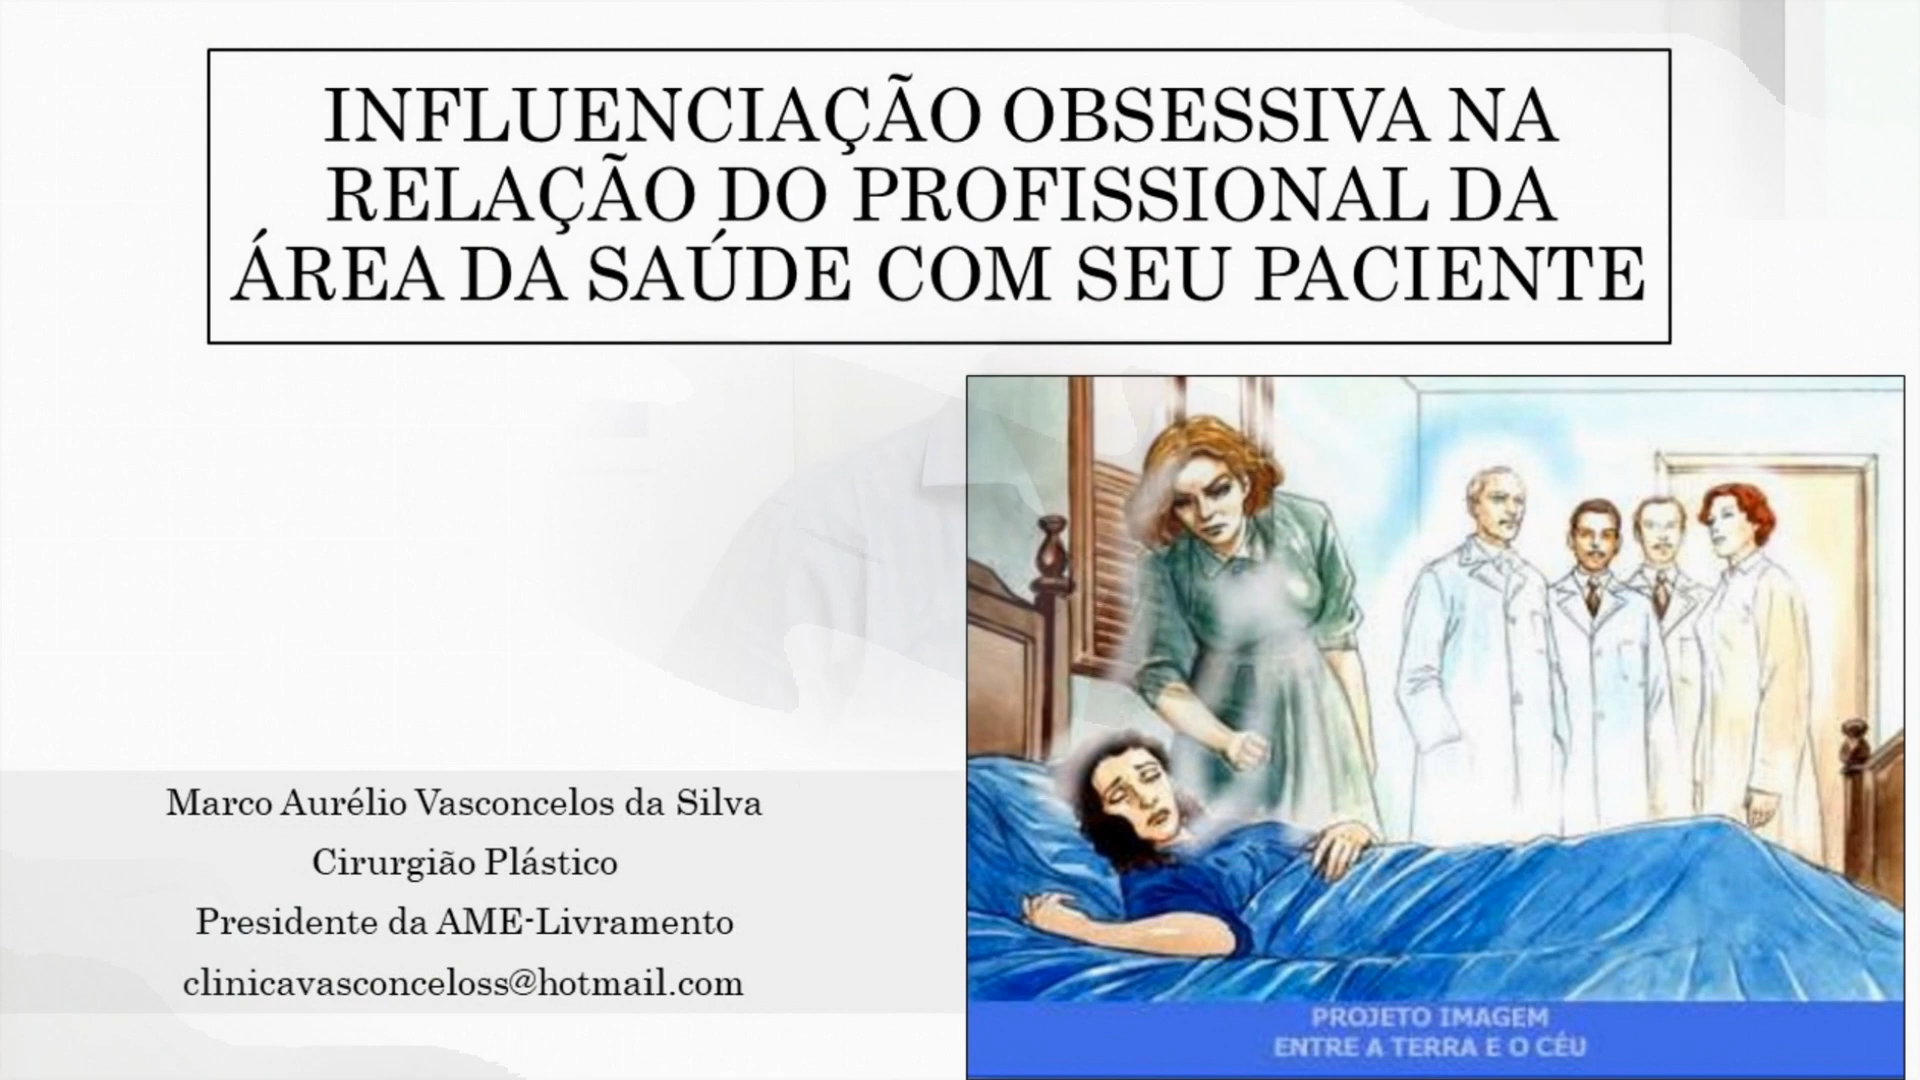 INFLUENCIAÇÃO OBSESSIVA NA
RELAÇÃO DO PROFISSIONAL DA
ÁREA DA SAÚDE COM SEU PACIENTE
Marco Aurélio Vasconcelos da Silva
Cirurgião Plástico
Presidente da AME-Livramento
clinicavasconceloss@hotmail.com
PROJETO IMAGEM
ENTRE A TERRA E O CÉU